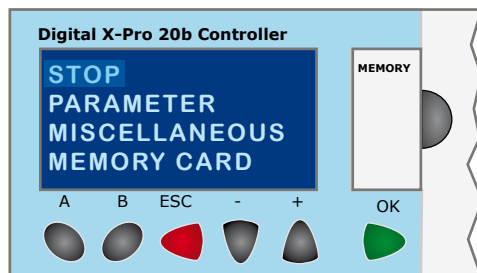 Digital X-Pro 20b Controller
STOP
PARAMETER
MISCELLANEOUS
MEMORY CARD
MEMORY
A B ESC - + OK